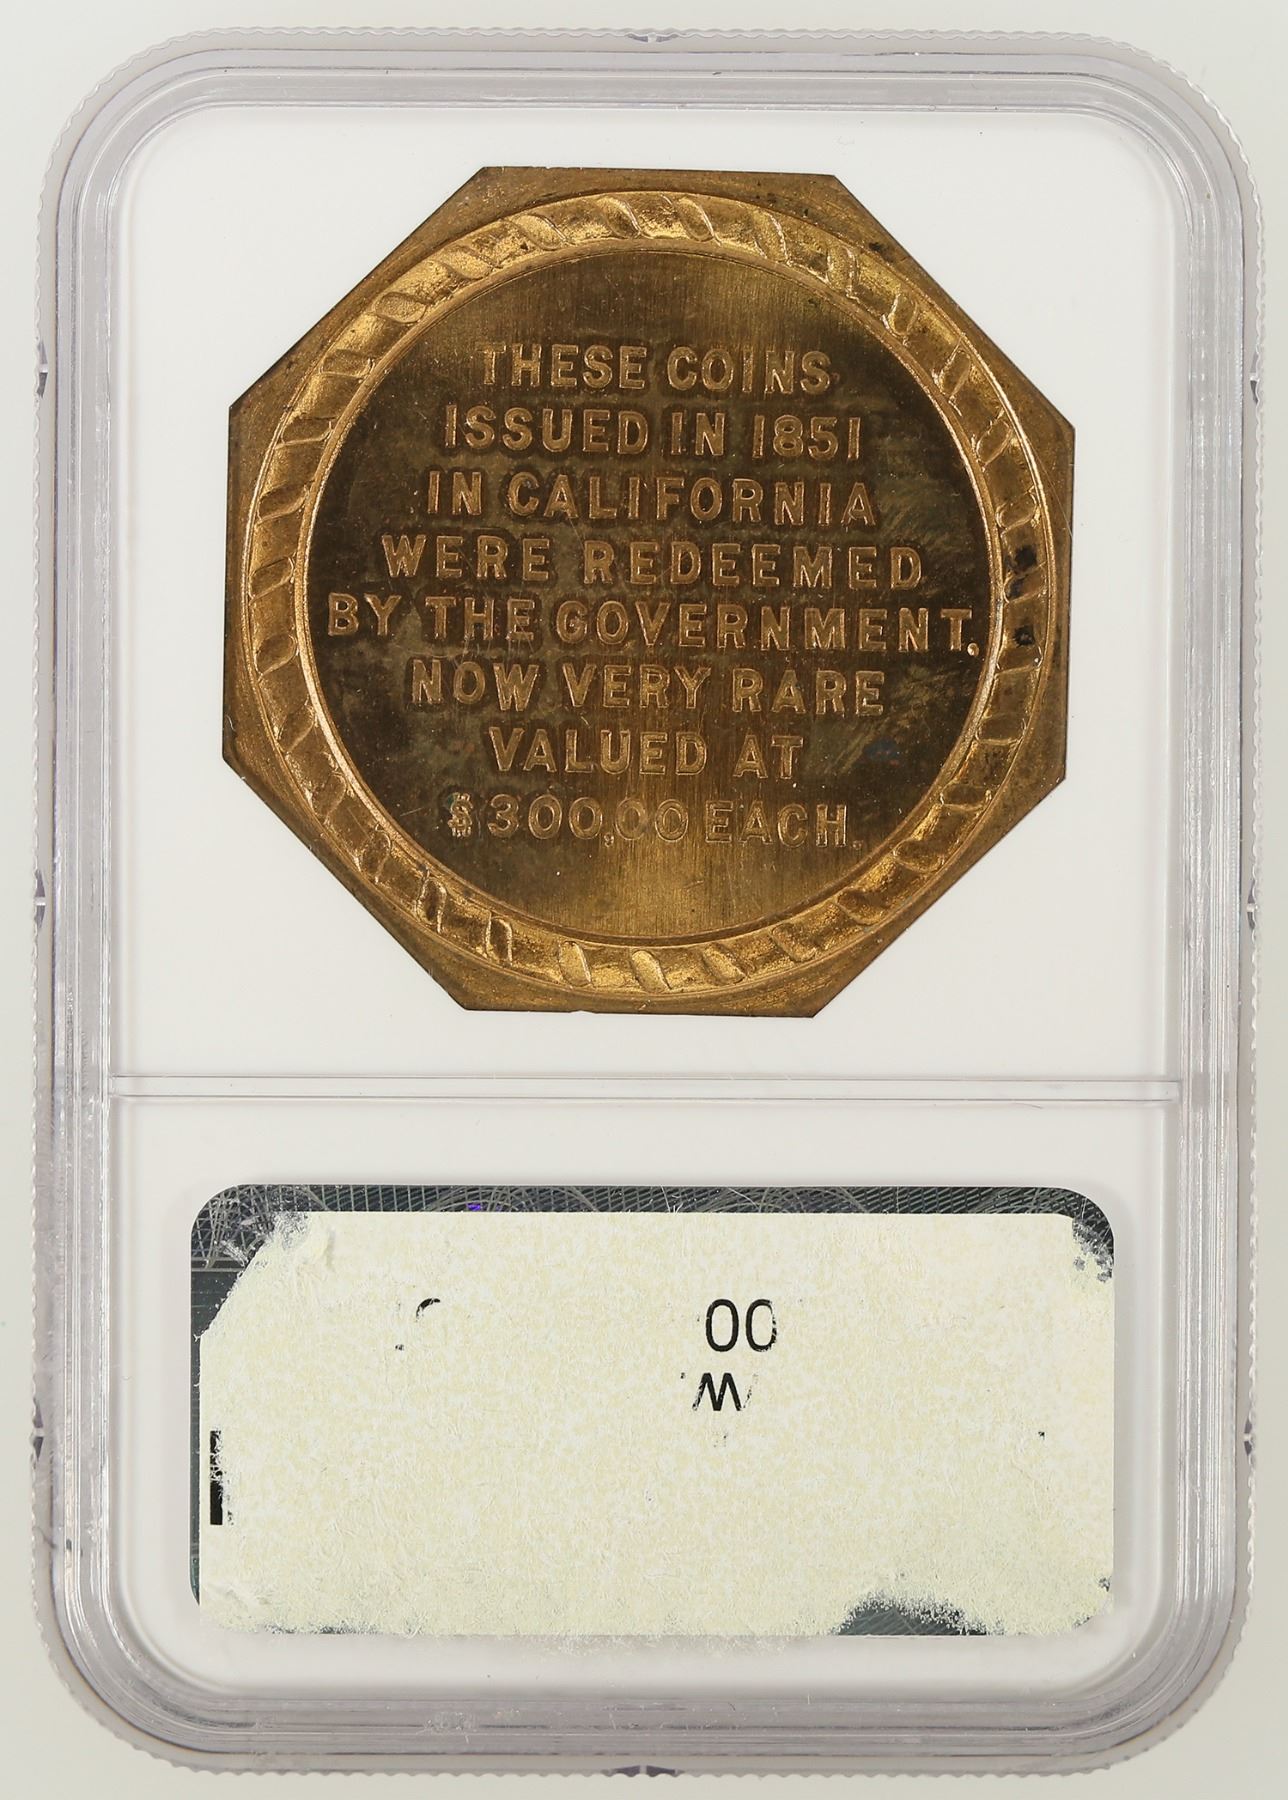 THESE COINS
ISSUED IN 1851
IN CALIFORNIA
WERE REDEEMED
BY THE GOVERNMENT.
NOW VERY RARE
VALUED AT
$300,00 EACH.
00
W